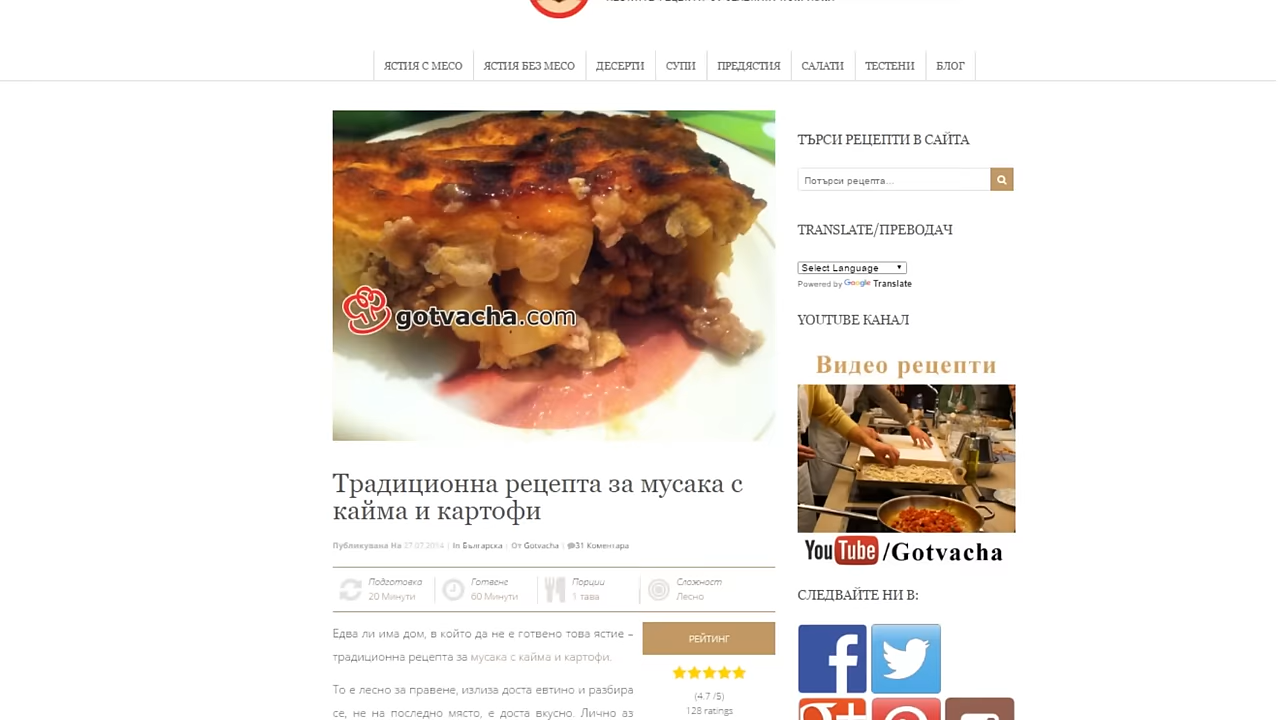 ЯСТИЯ С МЕСО ЯСТИЯ БЕЗ МЕСО ДЕСЕРТИ СУПИ ПРЕДЯСТИЯ САЛАТИ ТЕСТЕНИ БЛОГ
gotvacha.com
Традиционна рецепта за мусака с
кайма и картофи
Публикувана На 27.07.2014 | In Българска | От Gotvacha | 31 Коментара
Подготовка
20 Минути
Готвене
60 Минути
Порции
1 тава
Сложност
Лесно
Едва ли има дом, в който да не е готвено това ястие –
традиционна рецепта за мусака с кайма и картофи.
То е лесно за правене, излиза доста евтино и разбира
се, не на последно място, е доста вкусно. Лично аз
РЕЙТИНГ
(4.7 /5)
128 ratings
ТЪРСИ РЕЦЕПТИ В САЙТА
Потърси рецепта...
TRANSLATE/ПРЕВОДАЧ
Select Language
Powered by Google Translate
YOUTUBE КАНАЛ
Видео рецепти
YouTube/Gotvacha
СЛЕДВАЙТЕ НИ В: